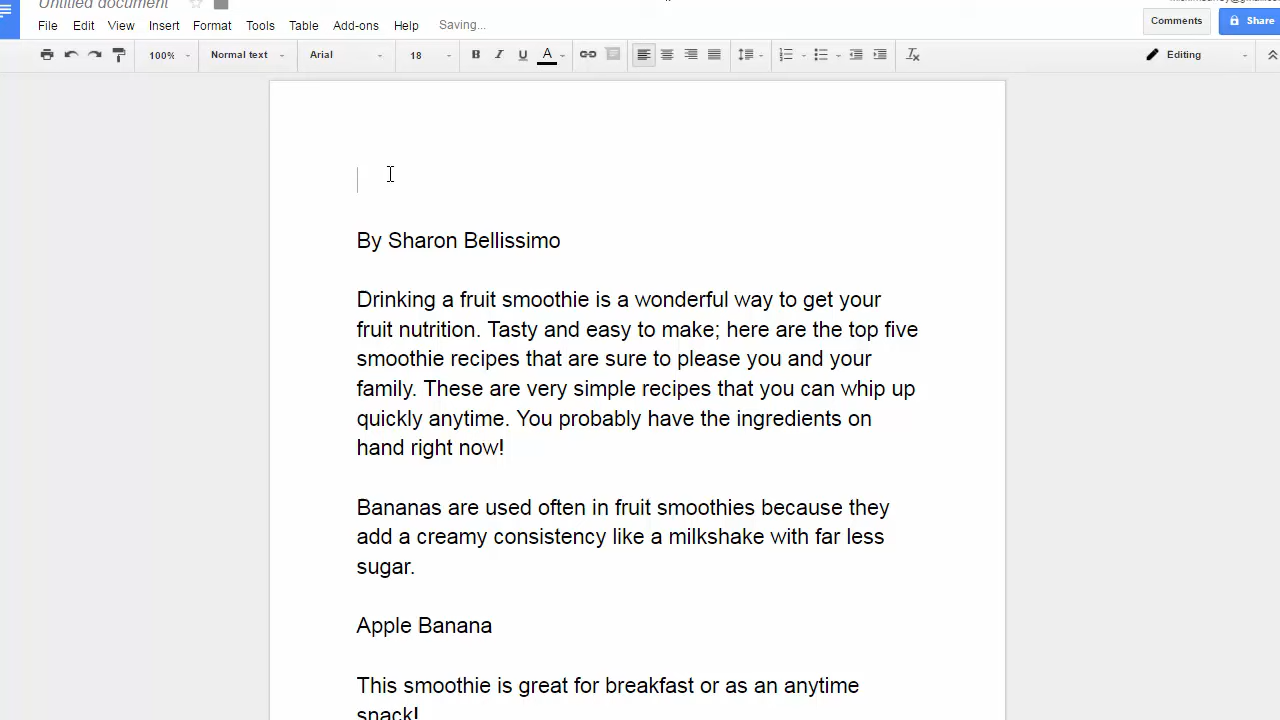 Untitled document
File Edit View Insert Format Tools Table Add-ons Help Saving...
Comments Share
100% Normal text Arial 18 B I U A Editing
By Sharon Bellissimo
Drinking a fruit smoothie is a wonderful way to get your
fruit nutrition. Tasty and easy to make; here are the top five
smoothie recipes that are sure to please you and your
family. These are very simple recipes that you can whip up
quickly anytime. You probably have the ingredients on
hand right now!
Bananas are used often in fruit smoothies because they
add a creamy consistency like a milkshake with far less
sugar.
Apple Banana
This smoothie is great for breakfast or as an anytime
snack!